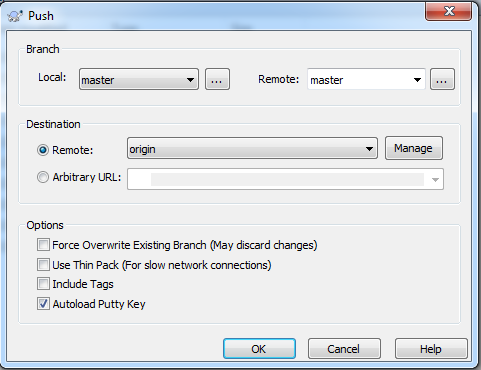 Push
Branch
Local: master ... Remote: master ...
Destination
Remote: origin Manage
Arbitrary URL:
Options
Force Overwrite Existing Branch (May discard changes)
Use Thin Pack (For slow network connections)
Include Tags
Autoload Putty Key
OK Cancel Help